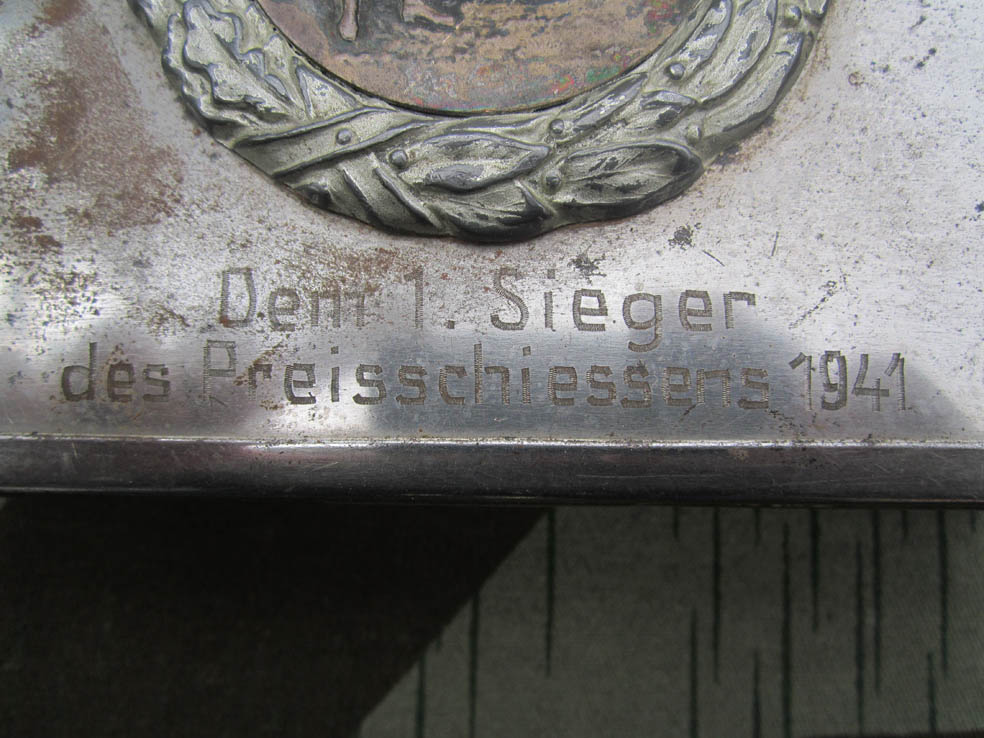 Dem 1. Sieger
des Preisschiessens 1941